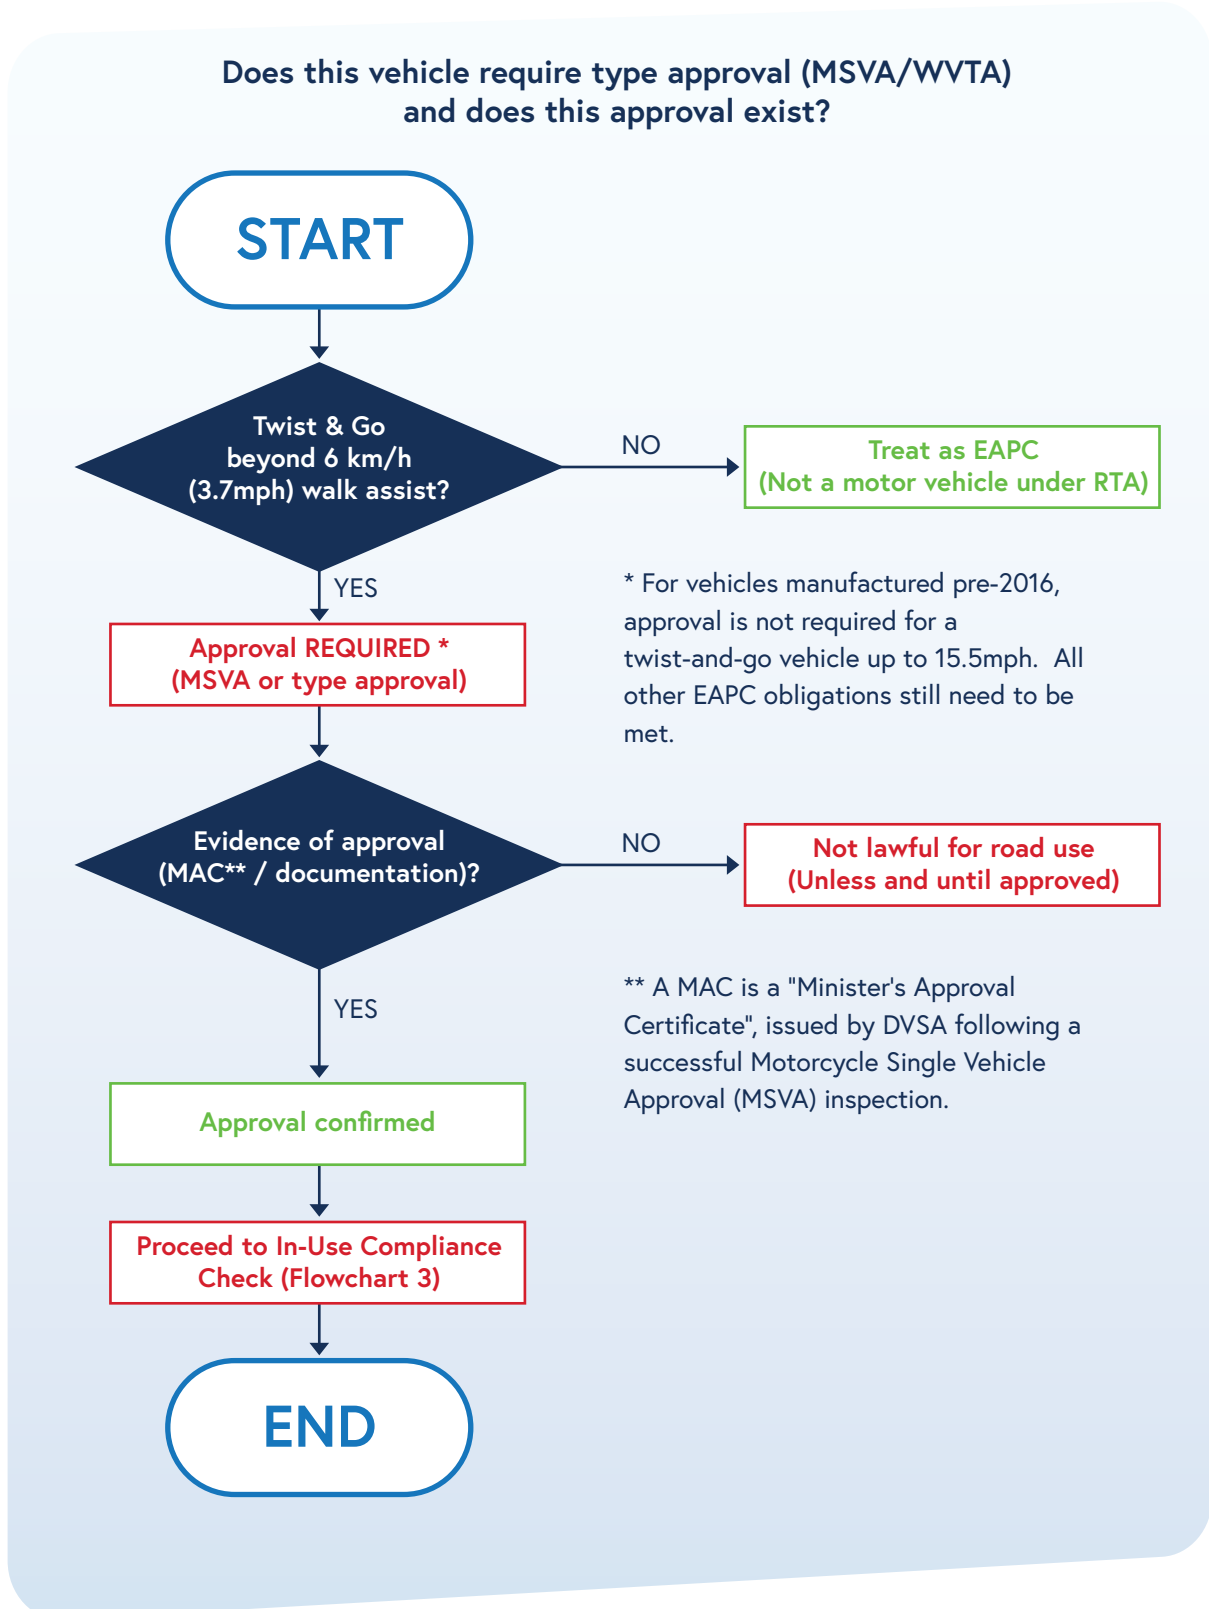 Does this vehicle require type approval (MSVA/WVTA)
and does this approval exist?
START
Twist & Go
beyond 6 km/h
(3.7mph) walk assist?
NO
Treat as EAPC
(Not a motor vehicle under RTA)
YES
* For vehicles manufactured pre-2016,
approval is not required for a
twist-and-go vehicle up to 15.5mph.  All
other EAPC obligations still need to be
met.
Approval REQUIRED *
(MSVA or type approval)
Evidence of approval
(MAC** / documentation)?
NO
Not lawful for road use
(Unless and until approved)
YES
** A MAC is a "Minister's Approval
Certificate", issued by DVSA following a
successful Motorcycle Single Vehicle
Approval (MSVA) inspection.
Approval confirmed
Proceed to In-Use Compliance
Check (Flowchart 3)
END